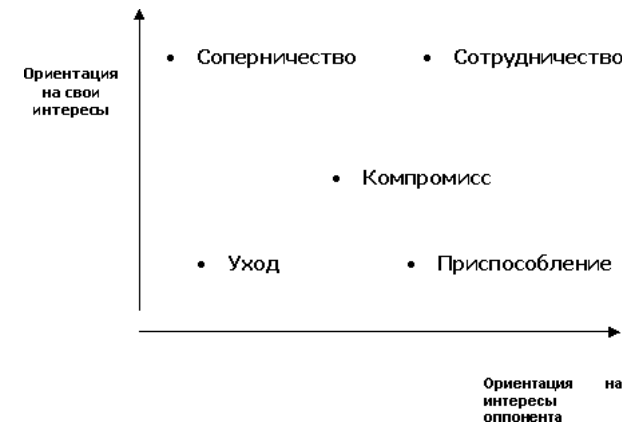 • Соперничество
• Сотрудничество
Ориентация
на свои
интересы
• Компромисс
• Уход
• Приспособление
Ориентация на
интересы
оппонента